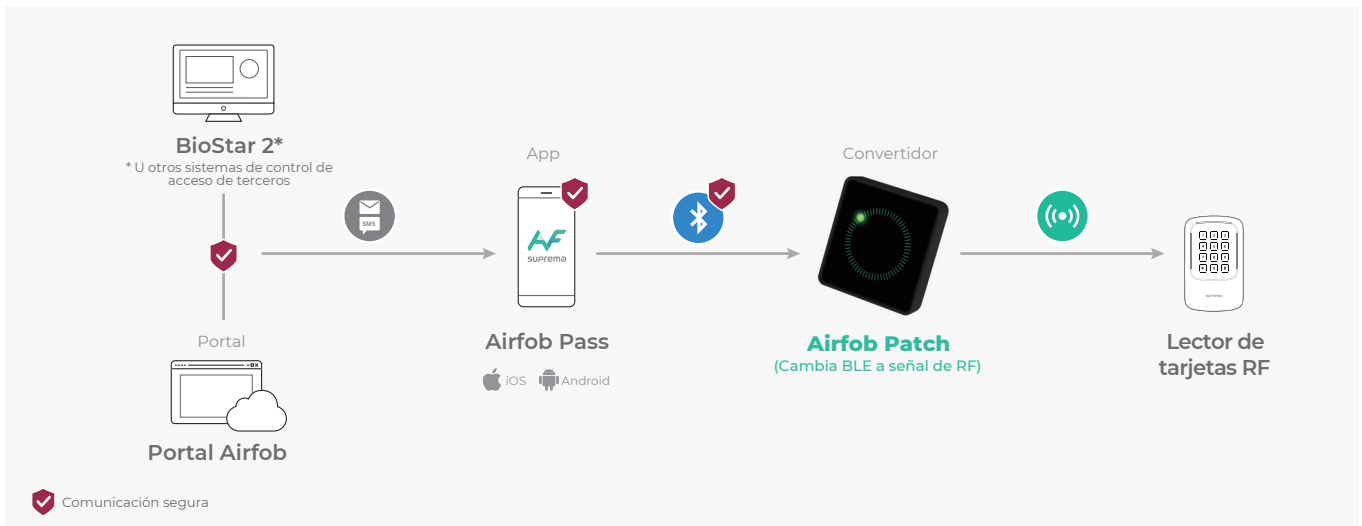 BioStar 2*
* U otros sistemas de control de
acceso de terceros
SMS
App
suprema
Airfob Pass
iOS
Android
Convertidor
Airfob Patch
(Cambia BLE a señal de RF)
suprema
Lector de
tarjetas RF
Portal
Portal Airfob
Comunicación segura